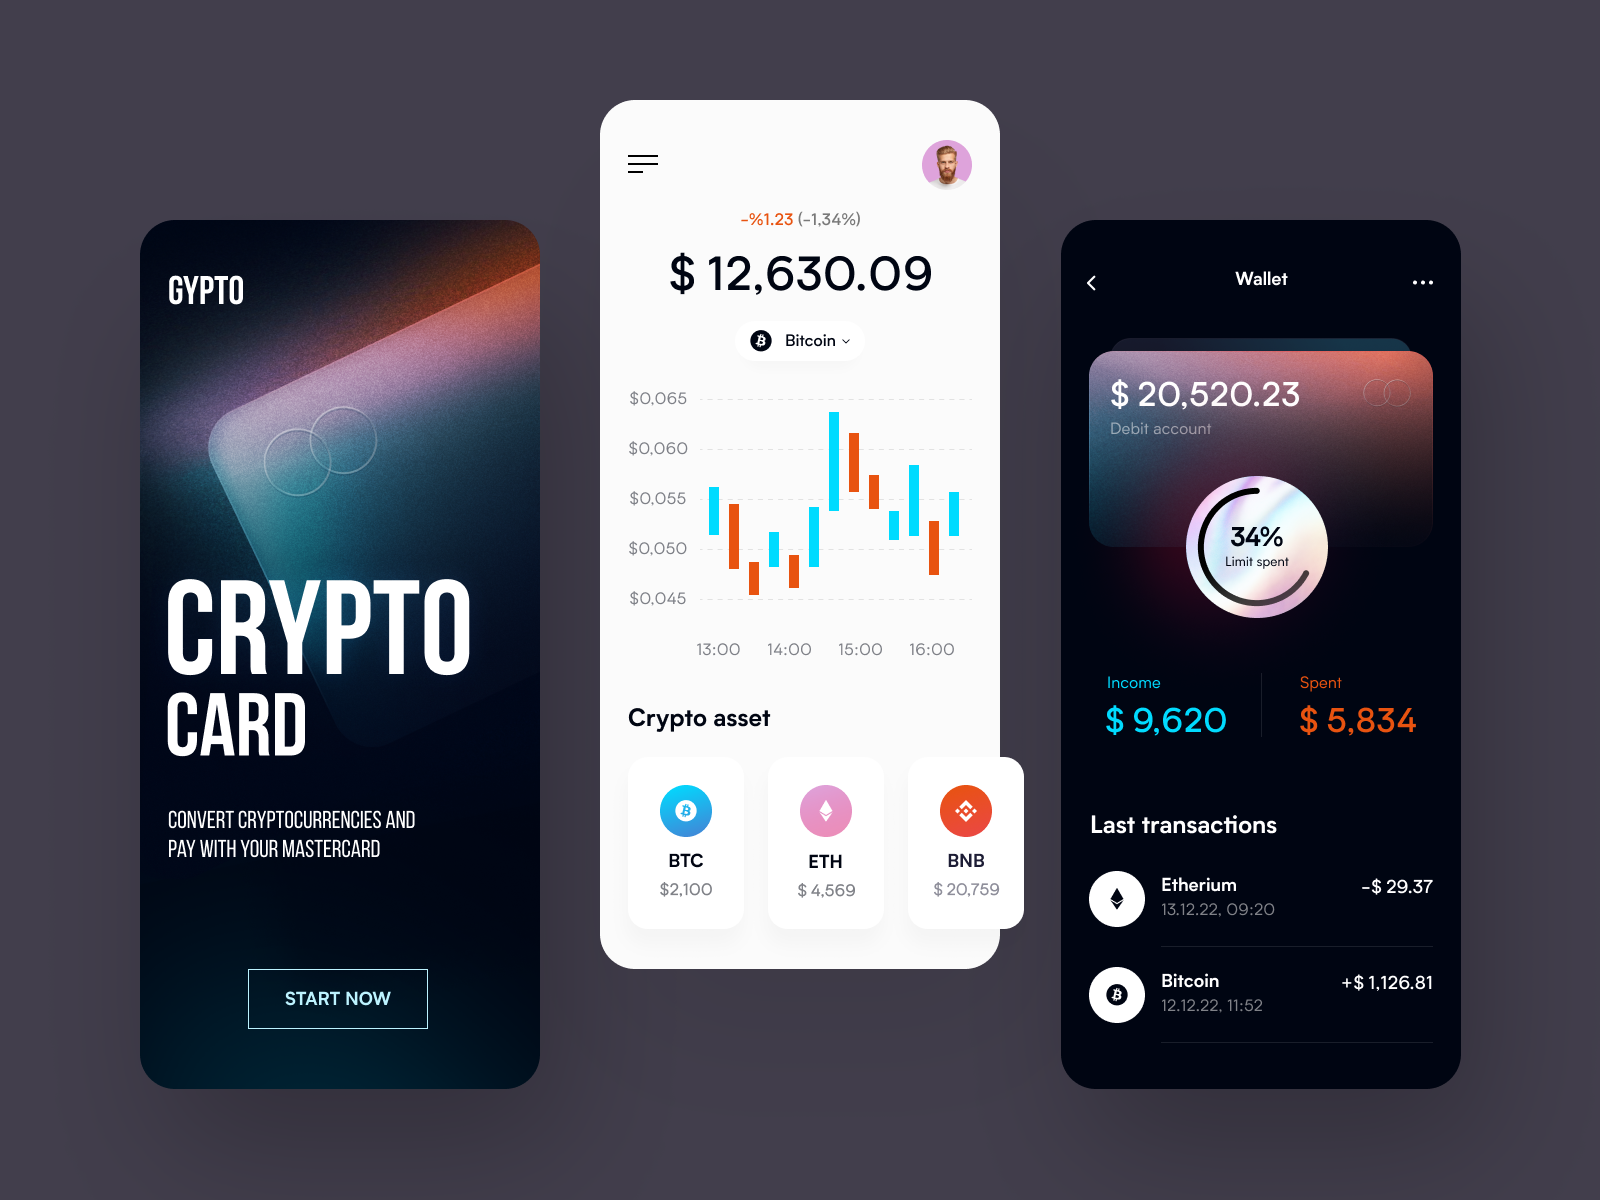 GYPTO
CRYPTO
CARD
CONVERT CRYPTOCURRENCIES AND
PAY WITH YOUR MASTERCARD
START NOW
-%1.23 (-1,34%)
$ 12,630.09
Bitcoin
$0,065
$0,060
$0,055
$0,050
$0,045
13:00 14:00 15:00 16:00
Crypto asset
BTC
$2,100
ETH
$ 4,569
BNB
$ 20,759
Wallet
$ 20,520.23
Debit account
34%
Limit spent
Income
$ 9,620
Spent
$ 5,834
Last transactions
Etherium
-$ 29.37
13.12.22, 09:20
Bitcoin
+$ 1,126.81
12.12.22, 11:52